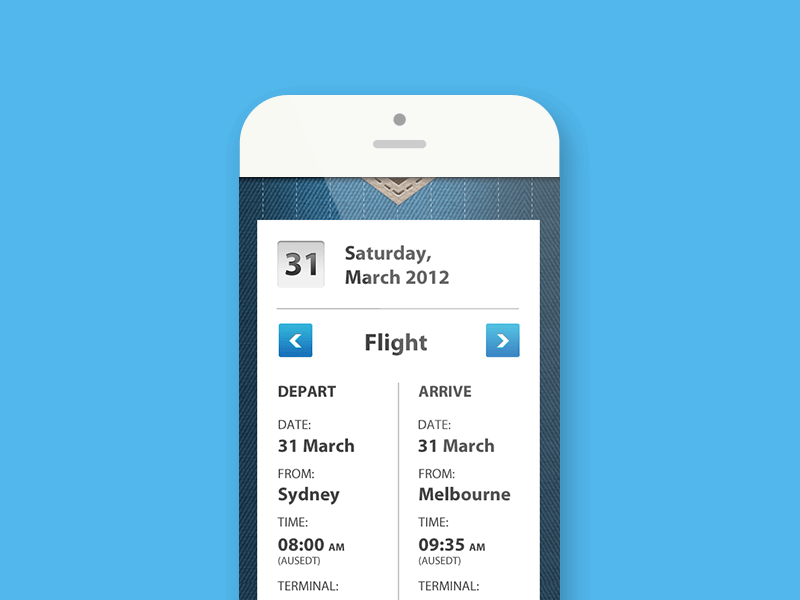 31
Saturday,
March 2012
Flight
DEPART
DATE:
31 March
FROM:
Sydney
TIME:
08:00 AM
(AUSEDT)
TERMINAL:
ARRIVE
DATE:
31 March
FROM:
Melbourne
TIME:
09:35 AM
(AUSEDT)
TERMINAL: